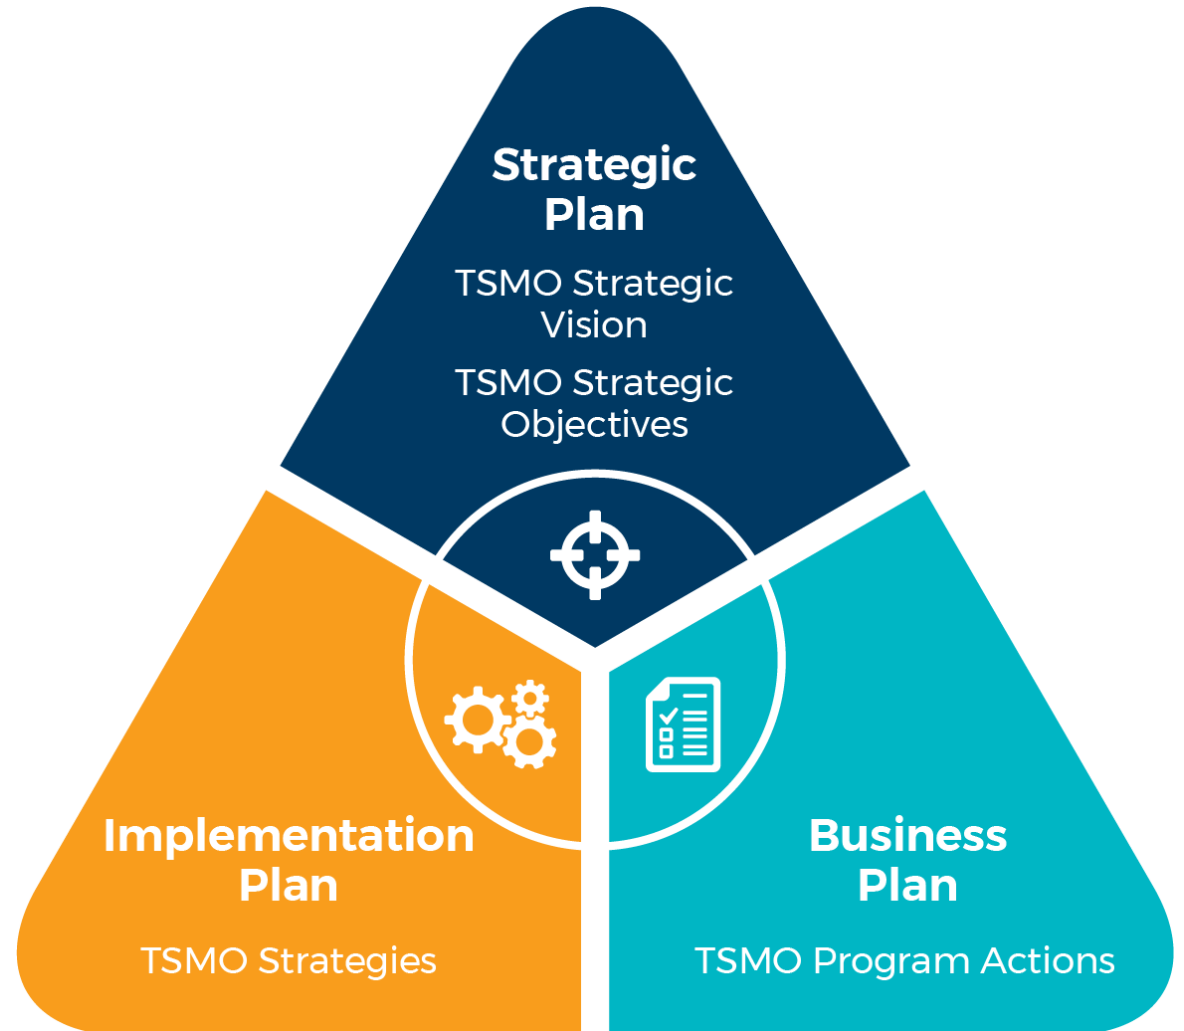 Strategic
Plan
TSMO Strategic
Vision
TSMO Strategic
Objectives
Implementation
Plan
TSMO Strategies
Business
Plan
TSMO Program Actions